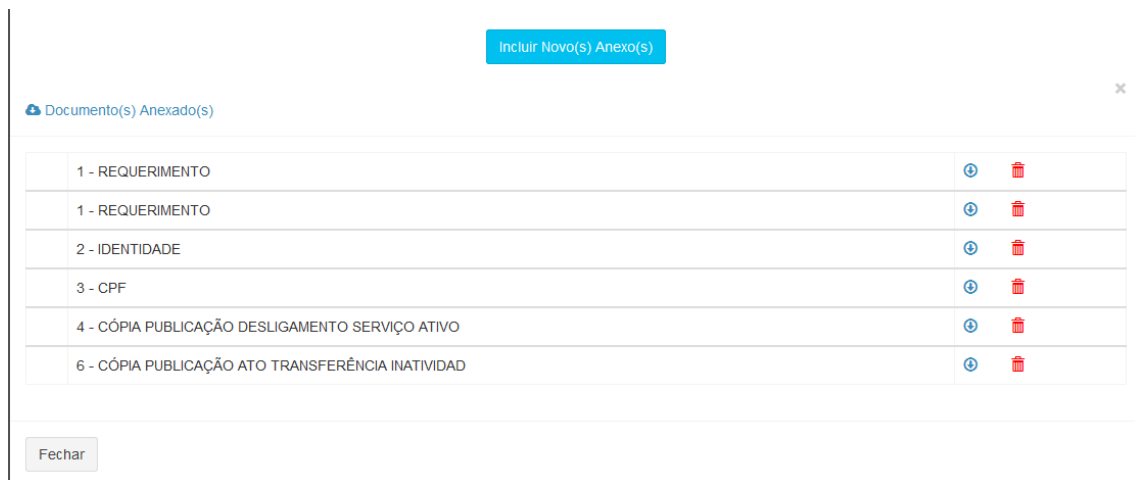 Incluir Novo(s) Anexo(s)
×
Documento(s) Anexado(s)
1 - REQUERIMENTO
1 - REQUERIMENTO
2 - IDENTIDADE
3 - CPF
4 - CÓPIA PUBLICAÇÃO DESLIGAMENTO SERVIÇO ATIVO
6 - CÓPIA PUBLICAÇÃO ATO TRANSFERÊNCIA INATIVIDAD
Fechar